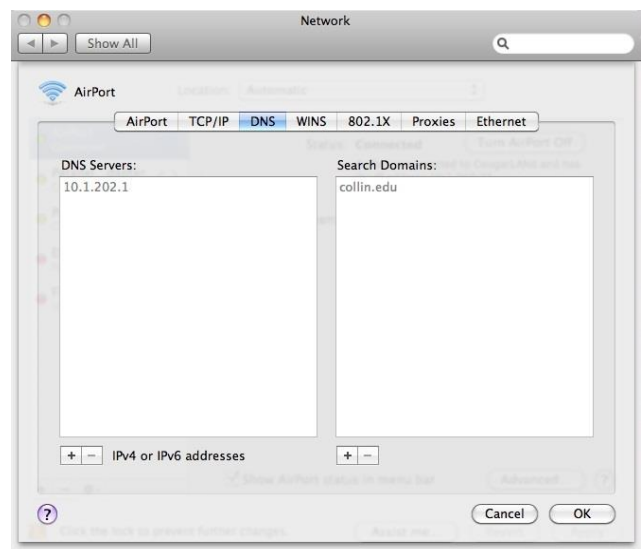 Network
Show All
AirPort
Location: Automatic
AirPort TCP/IP DNS WINS 802.1X Proxies Ethernet
Status: Connected Turn AirPort Off
DNS Servers:
10.1.202.1
Search Domains:
collin.edu
+ − IPv4 or IPv6 addresses
+ −
Show AirPort status in menu bar Advanced... ?
? Cancel OK
Click the lock to prevent further changes. Assist me...